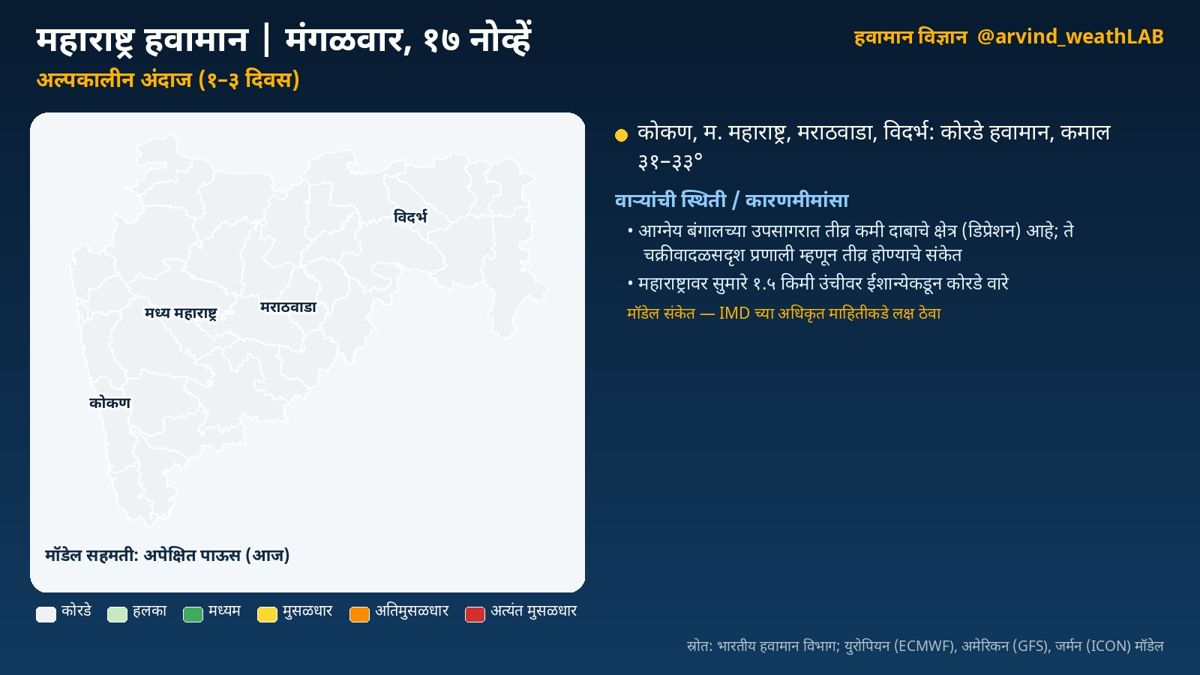 महाराष्ट्र हवामान | मंगळवार, १७ नोव्हें
हवामान विज्ञान @arvind_weathLAB
अल्पकालीन अंदाज (१–३ दिवस)
विदर्भ
मध्य महाराष्ट्र
मराठवाडा
कोकण
मॉडेल सहमती: अपेक्षित पाऊस (आज)
कोरडे
हलका
मध्यम
मुसळधार
अतिमुसळधार
अत्यंत मुसळधार
कोकण, म. महाराष्ट्र, मराठवाडा, विदर्भ: कोरडे हवामान, कमाल
३१–३३°
वाऱ्यांची स्थिती / कारणमीमांसा
• आग्नेय बंगालच्या उपसागरात तीव्र कमी दाबाचे क्षेत्र (डिप्रेशन) आहे; ते
चक्रीवादळसदृश प्रणाली म्हणून तीव्र होण्याचे संकेत
• महाराष्ट्रावर सुमारे १.५ किमी उंचीवर ईशान्येकडून कोरडे वारे
मॉडेल संकेत — IMD च्या अधिकृत माहितीकडे लक्ष ठेवा
स्रोत: भारतीय हवामान विभाग; युरोपियन (ECMWF), अमेरिकन (GFS), जर्मन (ICON) मॉडेल